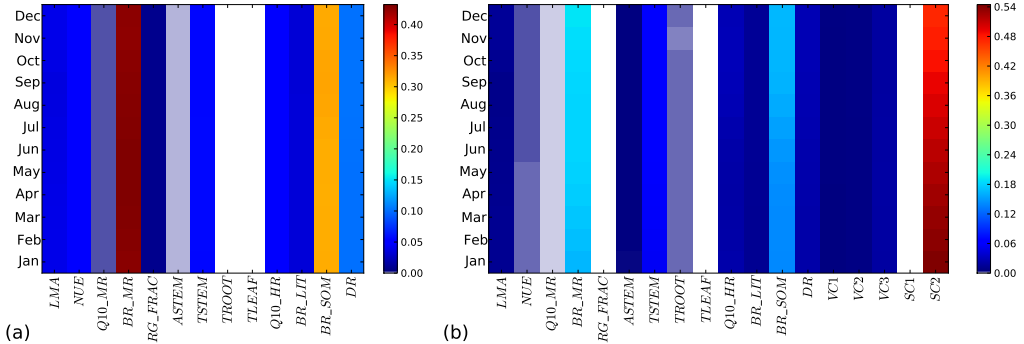 Dec
Nov
Oct
Sep
Aug
Jul
Jun
May
Apr
Mar
Feb
Jan
LMA
NUE
Q10_MR
BR_MR
RG_FRAC
ASTEM
TSTEM
TROOT
TLEAF
Q10_HR
BR_LIT
BR_SOM
DR
0.40
0.35
0.30
0.25
0.20
0.15
0.10
0.05
0.00
(a)
Dec
Nov
Oct
Sep
Aug
Jul
Jun
May
Apr
Mar
Feb
Jan
LMA
NUE
Q10_MR
BR_MR
RG_FRAC
ASTEM
TSTEM
TROOT
TLEAF
Q10_HR
BR_LIT
BR_SOM
DR
VC1
VC2
VC3
SC1
SC2
0.54
0.48
0.42
0.36
0.30
0.24
0.18
0.12
0.06
0.00
(b)